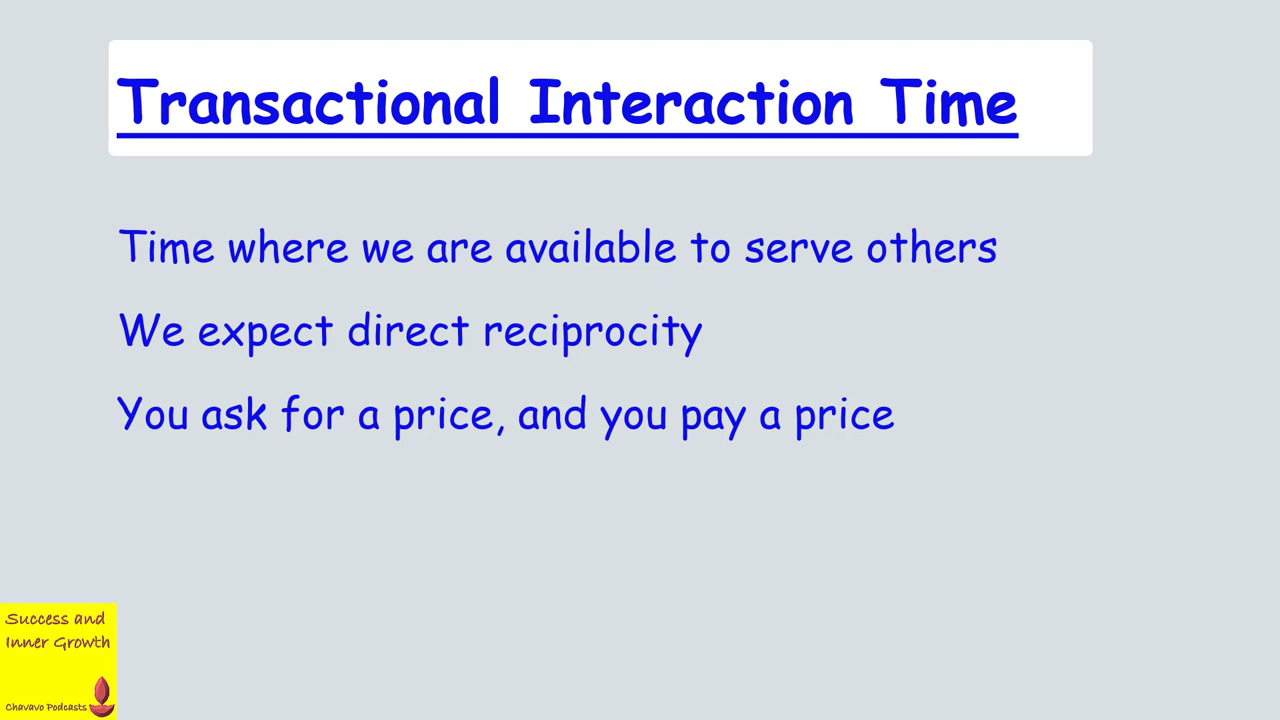 Transactional Interaction Time
Time where we are available to serve others
We expect direct reciprocity
You ask for a price, and you pay a price
Success and
Inner Growth
Chavavo Podcasts